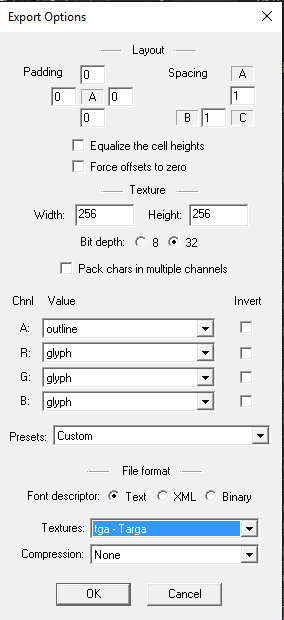 Export Options
Layout
Padding 0 Spacing A
0 A 0 1
0 B 1 C
Equalize the cell heights
Force offsets to zero
Texture
Width: 256 Height: 256
Bit depth: 8 32
Pack chars in multiple channels
Chnl Value Invert
A: outline
R: glyph
G: glyph
B: glyph
Presets: Custom
File format
Font descriptor: Text XML Binary
Textures: tga - Targa
Compression: None
OK Cancel